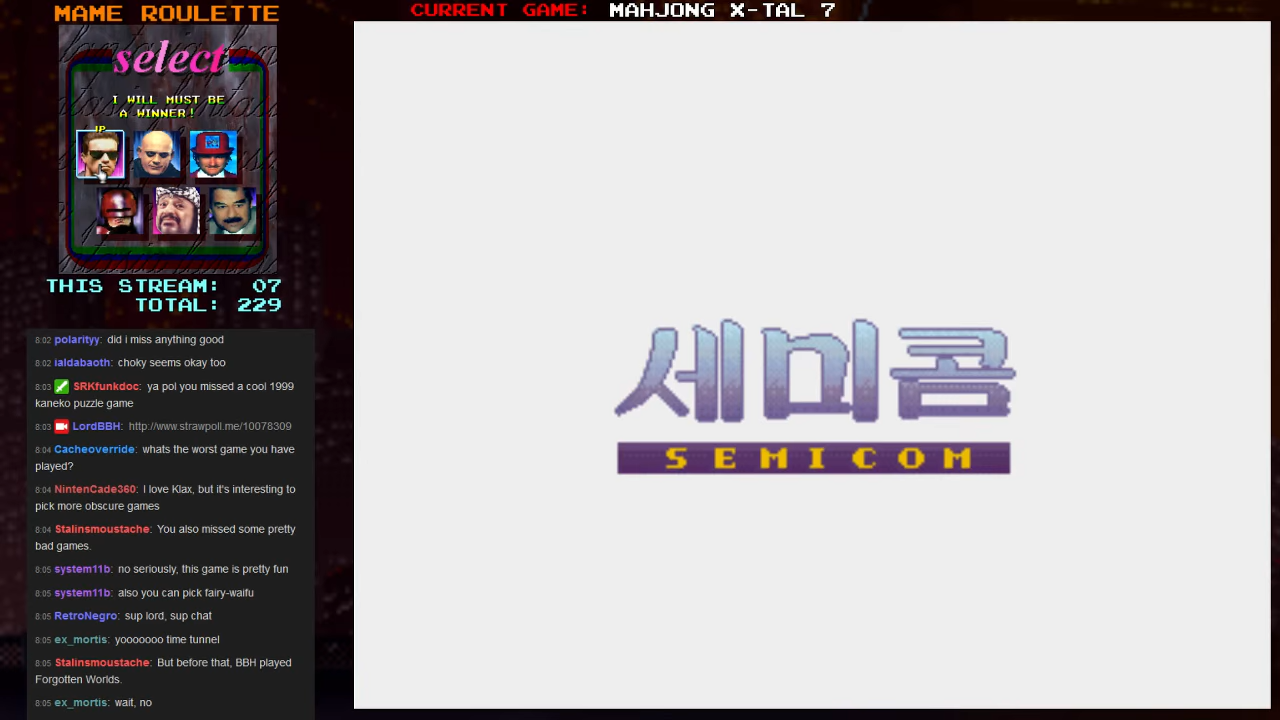 MAME ROULETTE
CURRENT GAME: MAHJONG X-TAL 7
select
I WILL MUST BE
A WINNER!
1P
THIS STREAM: 07
TOTAL: 229
8:02 polarityy: did i miss anything good
8:02 ialdabaoth: choky seems okay too
8:03 SRKfunkdoc: ya pol you missed a cool 1999
kaneko puzzle game
8:03 LordBBH: http://www.strawpoll.me/10078309
8:04 Cacheoverride: whats the worst game you have
played?
8:04 NintenCade360: I love Klax, but it's interesting to
pick more obscure games
8:04 Stalinsmoustache: You also missed some pretty
bad games.
8:05 system11b: no seriously, this game is pretty fun
8:05 system11b: also you can pick fairy-waifu
8:05 RetroNegro: sup lord, sup chat
8:05 ex_mortis: yooooooo time tunnel
8:05 Stalinsmoustache: But before that, BBH played
Forgotten Worlds.
8:05 ex_mortis: wait, no
세미콤
SEMICOM